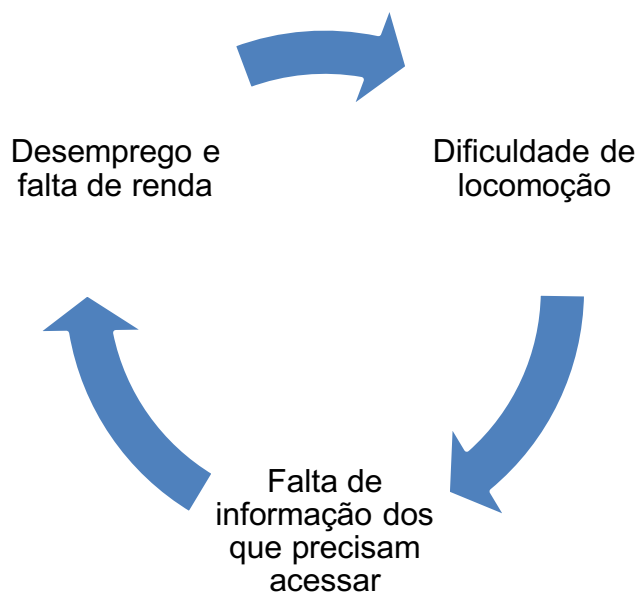 Desemprego e
falta de renda
Dificuldade de
locomoção
Falta de
informação dos
que precisam
acessar